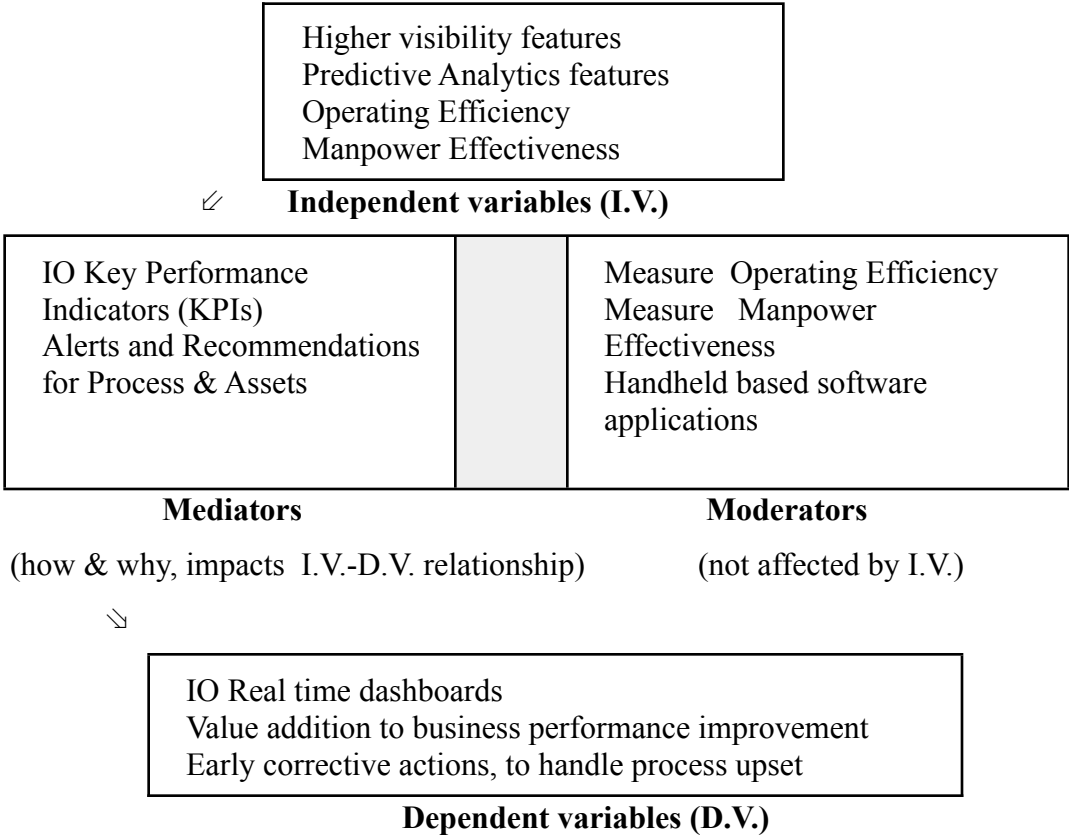 Higher visibility features
Predictive Analytics features
Operating Efficiency
Manpower Effectiveness
Independent variables (I.V.)
IO Key Performance
Indicators (KPIs)
Alerts and Recommendations
for Process & Assets
Measure Operating Efficiency
Measure Manpower
Effectiveness
Handheld based software
applications
Mediators
Moderators
(how & why, impacts I.V.-D.V. relationship)
(not affected by I.V.)
IO Real time dashboards
Value addition to business performance improvement
Early corrective actions, to handle process upset
Dependent variables (D.V.)